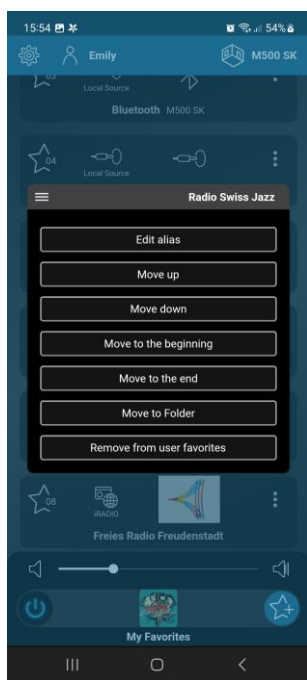 15:54 54%
Emily M500 SK
03
Local Source
Bluetooth M500 SK
04
Local Source
Radio Swiss Jazz
Edit alias
Move up
Move down
Move to the beginning
Move to the end
Move to Folder
Remove from user favorites
08
iRADIO
Freies Radio Freudenstadt
My Favorites